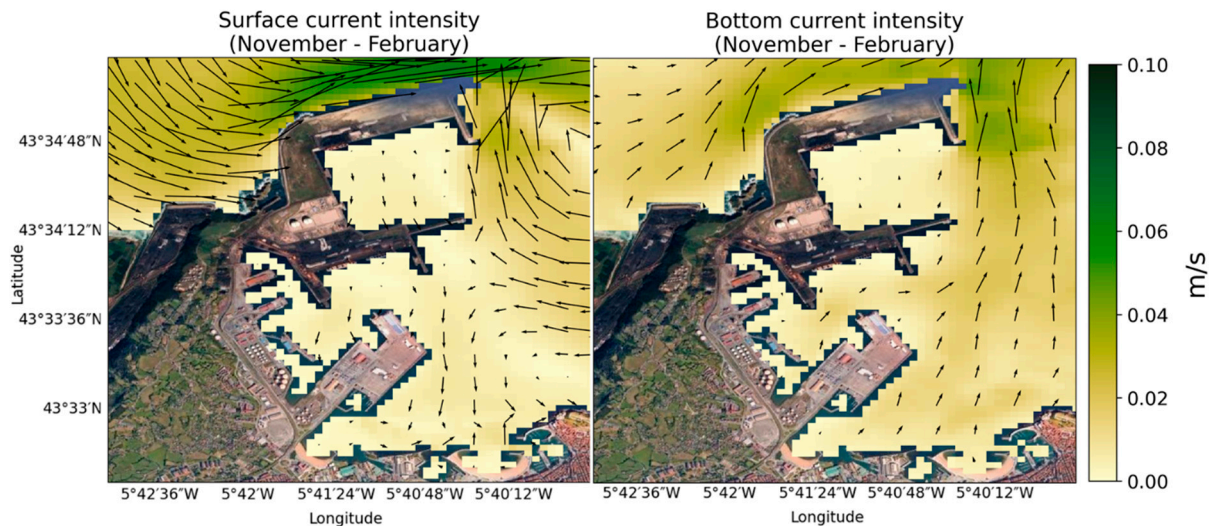 Surface current intensity
(November - February)
Bottom current intensity
(November - February)
0.10
0.08
0.06
0.04
0.02
0.00
m/s
Latitude
43°34′48″N
43°34′12″N
43°33′36″N
43°33′N
5°42′36″W 5°42′W 5°41′24″W 5°40′48″W 5°40′12″W
5°42′36″W 5°42′W 5°41′24″W 5°40′48″W 5°40′12″W
Longitude
Longitude